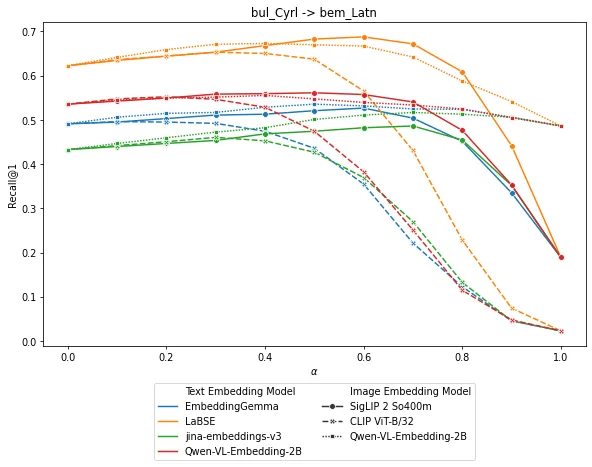 bul_Cyrl -> bem_Latn
0.7
0.6
0.5
0.4
0.3
0.2
0.1
0.0
Recall@1
0.0 0.2 0.4 0.6 0.8 1.0
α
Text Embedding Model Image Embedding Model
EmbeddingGemma SigLIP 2 So400m
LaBSE CLIP ViT-B/32
jina-embeddings-v3 Qwen-VL-Embedding-2B
Qwen-VL-Embedding-2B